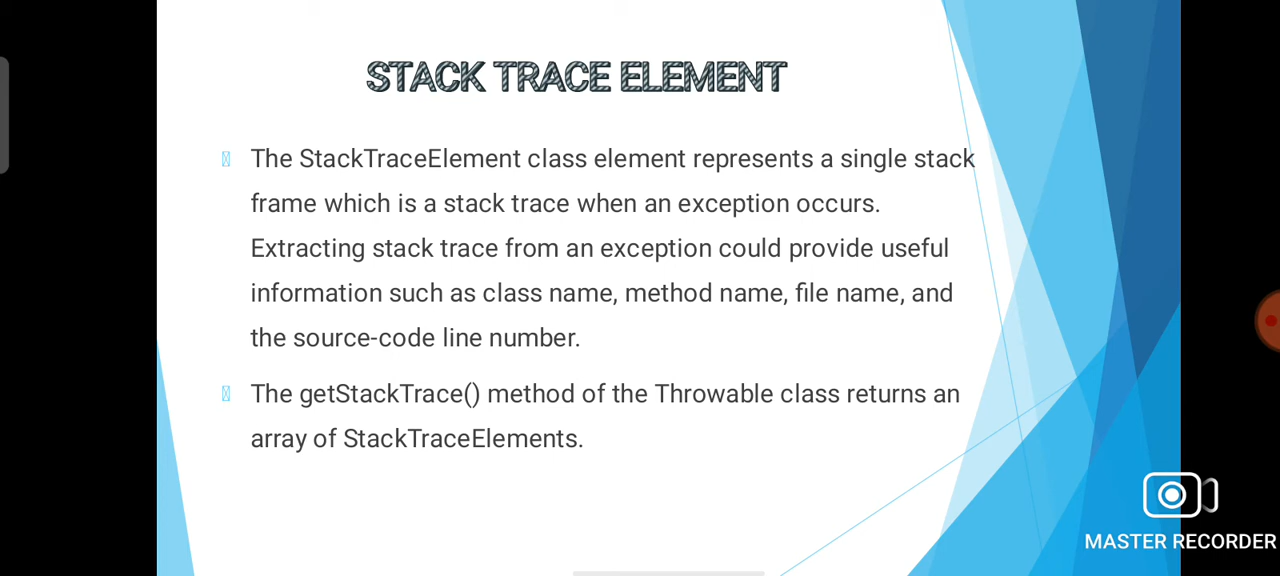 STACK TRACE ELEMENT
The StackTraceElement class element represents a single stack
frame which is a stack trace when an exception occurs.
Extracting stack trace from an exception could provide useful
information such as class name, method name, file name, and
the source-code line number.
The getStackTrace() method of the Throwable class returns an
array of StackTraceElements.
MASTER RECORDER